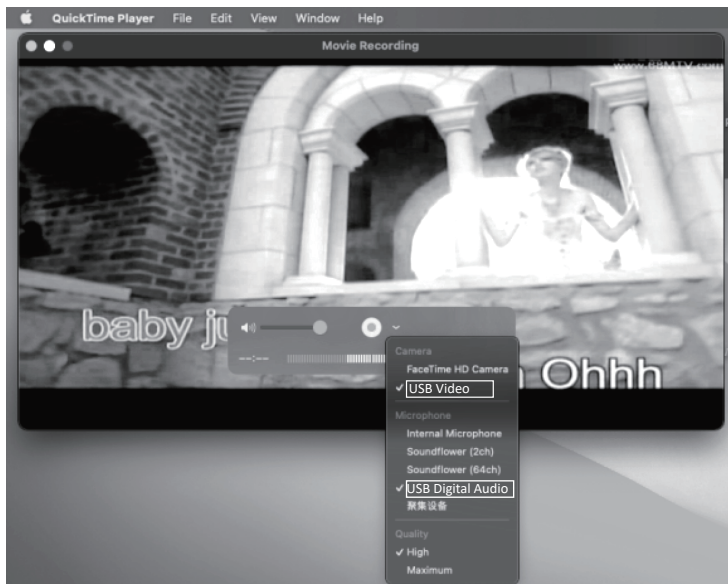 QuickTime Player File Edit View Window Help
Movie Recording
www.68MTV.com
baby ju
Ohhh
--:--
Camera
FaceTime HD Camera
✓ USB Video
Microphone
Internal Microphone
Soundflower (2ch)
Soundflower (64ch)
✓ USB Digital Audio
聚集设备
Quality
✓ High
Maximum